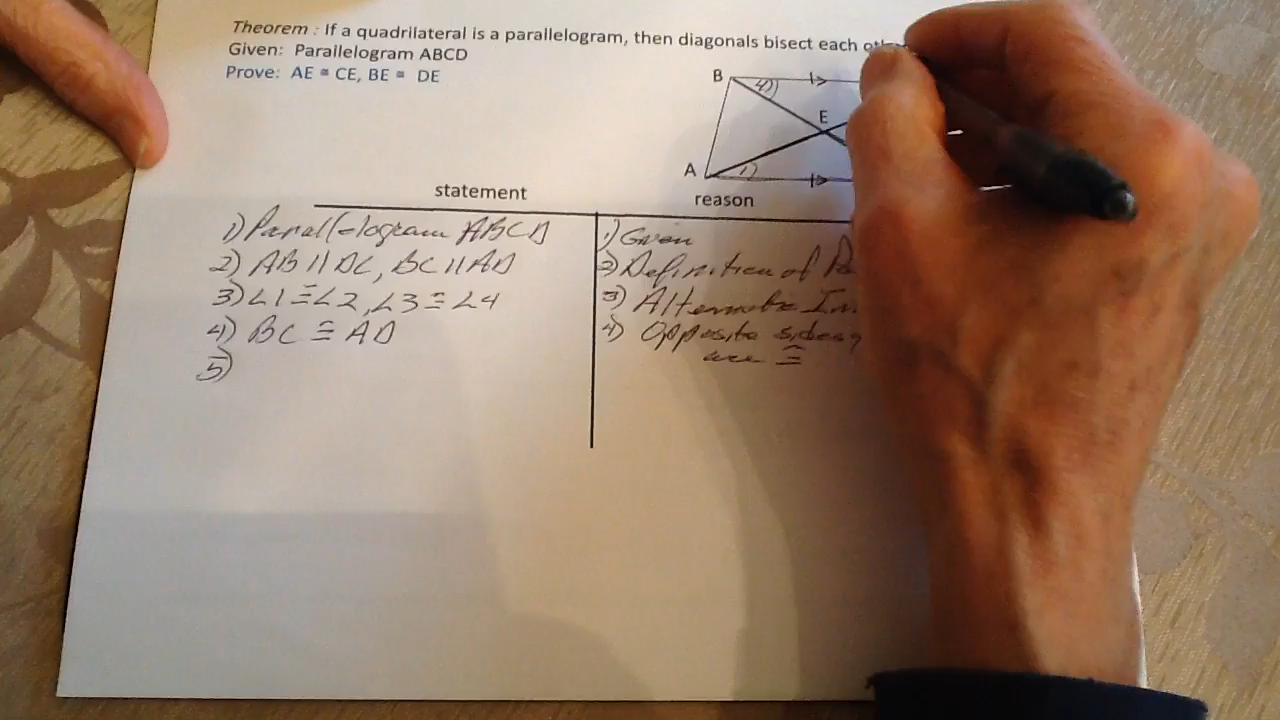 Theorem : If a quadrilateral is a parallelogram, then diagonals bisect each
Given: Parallelogram ABCD
Prove: AE ≅ CE, BE ≅ DE
B
4)
E
A
1)
statement
reason
1) Parallelogram ABCD
1) Given
2) AB // DC, BC // AD
2) Definition of
3) ∠1 ≅ ∠2, ∠3 ≅ ∠4
3) Alternate
4) BC ≅ AD
4) Opposite sides
are ≅
5)